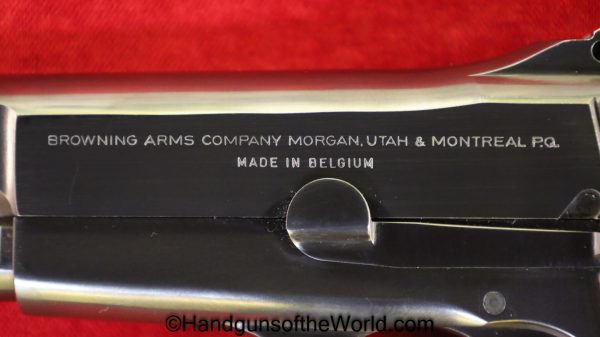 BROWNING ARMS COMPANY MORGAN, UTAH & MONTREAL P.Q.
MADE IN BELGIUM
©HandgunsoftheWorld.com